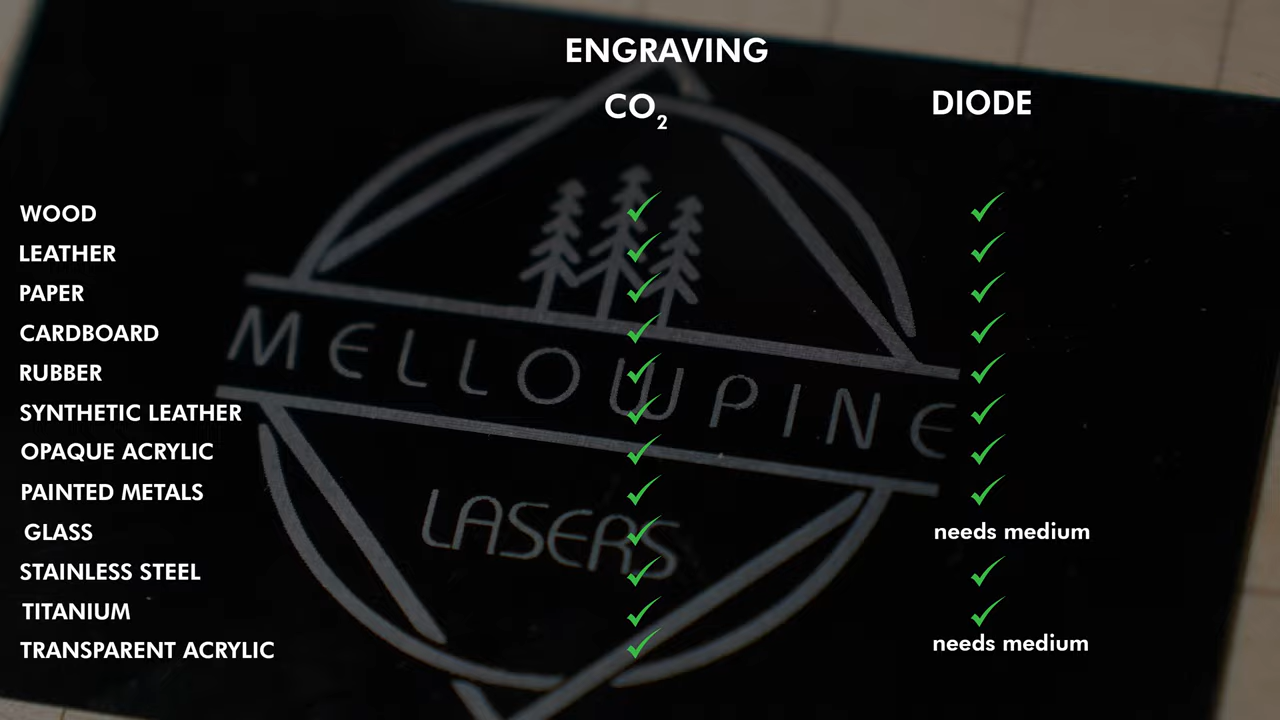 ENGRAVING
CO₂ DIODE
WOOD ✓ ✓
LEATHER ✓ ✓
PAPER ✓ ✓
CARDBOARD ✓ ✓
RUBBER ✓ ✓
SYNTHETIC LEATHER ✓ ✓
OPAQUE ACRYLIC ✓ ✓
PAINTED METALS ✓ ✓
GLASS ✓ needs medium
STAINLESS STEEL ✓ ✓
TITANIUM ✓ ✓
TRANSPARENT ACRYLIC ✓ needs medium
MELLOWPINE
LASERS